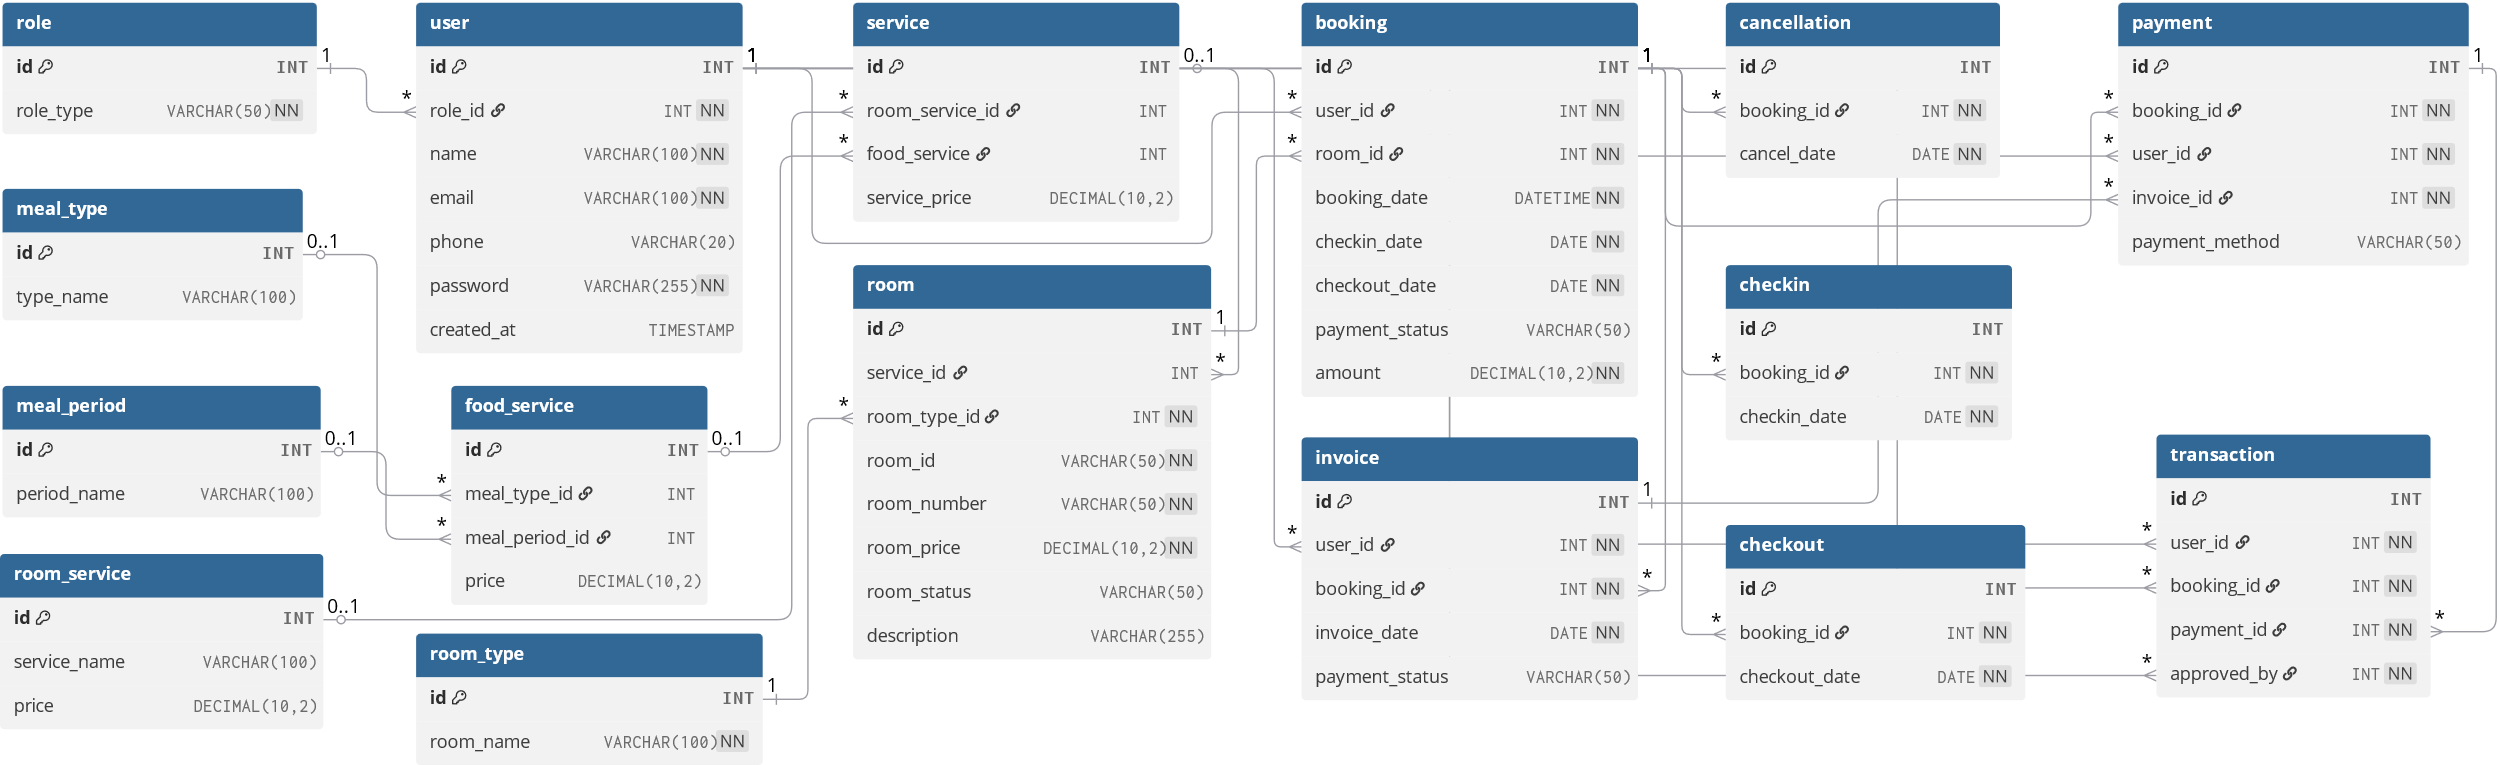 role
id INT
role_type VARCHAR(50) NN
1
*
user
id INT
role_id INT NN
name VARCHAR(100) NN
email VARCHAR(100) NN
phone VARCHAR(20)
password VARCHAR(255) NN
created_at TIMESTAMP
1
service
id INT
room_service_id INT
food_service INT
service_price DECIMAL(10,2)
0..1
*
*
booking
id INT
user_id INT NN
room_id INT NN
booking_date DATETIME NN
checkin_date DATE NN
checkout_date DATE NN
payment_status VARCHAR(50)
amount DECIMAL(10,2) NN
1
*
*
cancellation
id INT
booking_id INT NN
cancel_date DATE NN
*
payment
id INT
booking_id INT NN
user_id INT NN
invoice_id INT NN
payment_method VARCHAR(50)
1
*
*
*
meal_type
id INT
type_name VARCHAR(100)
0..1
room
id INT
service_id INT
room_type_id INT NN
room_id VARCHAR(50) NN
room_number VARCHAR(50) NN
room_price DECIMAL(10,2) NN
room_status VARCHAR(50)
description VARCHAR(255)
1
*
*
checkin
id INT
booking_id INT NN
checkin_date DATE NN
*
meal_period
id INT
period_name VARCHAR(100)
0..1
food_service
id INT
meal_type_id INT
meal_period_id INT
price DECIMAL(10,2)
0..1
*
*
invoice
id INT
user_id INT NN
booking_id INT NN
invoice_date DATE NN
payment_status VARCHAR(50)
1
*
*
transaction
id INT
user_id INT NN
booking_id INT NN
payment_id INT NN
approved_by INT NN
*
*
*
*
checkout
id INT
booking_id INT NN
checkout_date DATE NN
*
room_service
id INT
service_name VARCHAR(100)
price DECIMAL(10,2)
0..1
room_type
id INT
room_name VARCHAR(100) NN
1